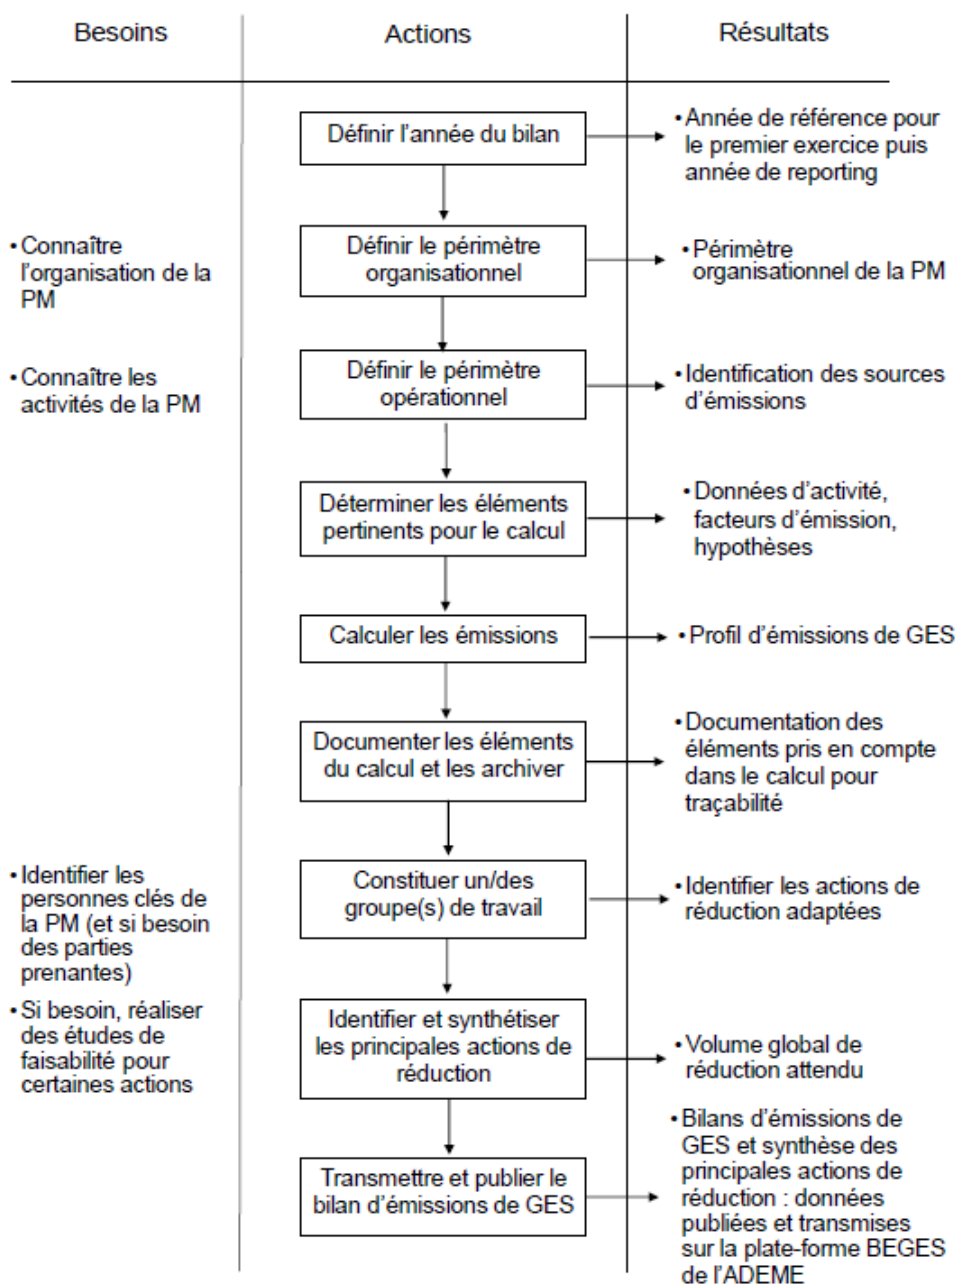 Besoins
Actions
Résultats
Définir l'année du bilan
• Année de référence pour
le premier exercice puis
année de reporting
• Connaître
l'organisation de la
PM
Définir le périmètre
organisationnel
• Périmètre
organisationnel de la PM
• Connaître les
activités de la PM
Définir le périmètre
opérationnel
• Identification des sources
d'émissions
Déterminer les éléments
pertinents pour le calcul
• Données d'activité,
facteurs d'émission,
hypothèses
Calculer les émissions
• Profil d'émissions de GES
Documenter les éléments
du calcul et les archiver
• Documentation des
éléments pris en compte
dans le calcul pour
traçabilité
• Identifier les
personnes clés de
la PM (et si besoin
des parties
prenantes)
Constituer un/des
groupe(s) de travail
• Identifier les actions de
réduction adaptées
• Si besoin, réaliser
des études de
faisabilité pour
certaines actions
Identifier et synthétiser
les principales actions de
réduction
• Volume global de
réduction attendu
Transmettre et publier le
bilan d'émissions de GES
• Bilans d'émissions de
GES et synthèse des
principales actions de
réduction : données
publiées et transmises
sur la plate-forme BEGES
de l'ADEME